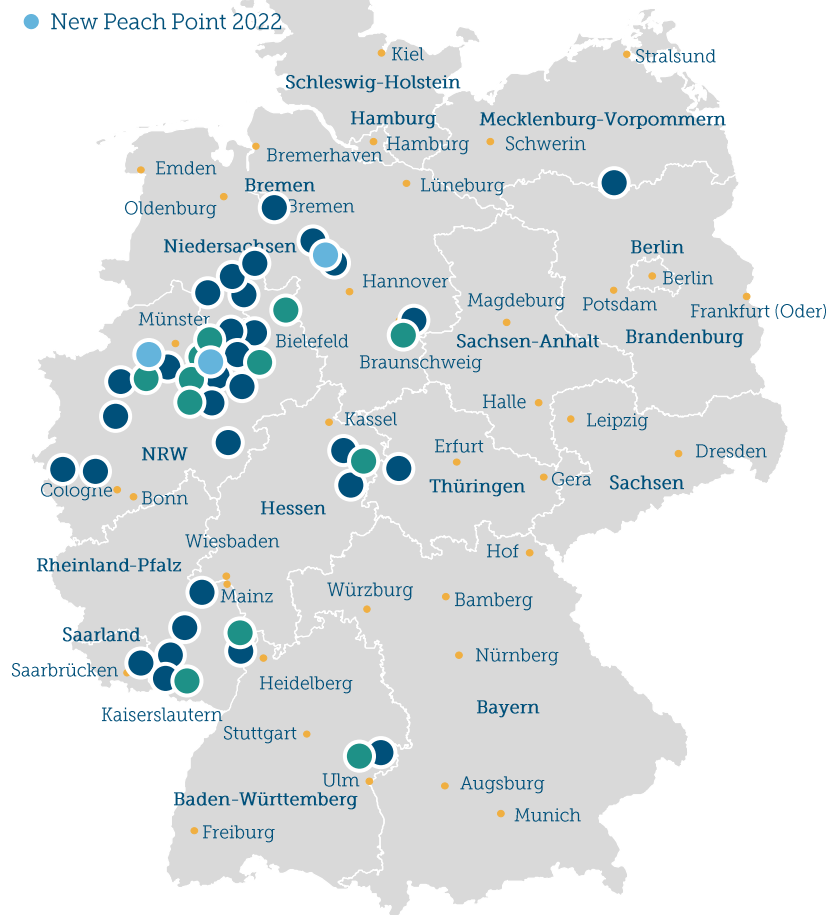 New Peach Point 2022
Kiel
Stralsund
Schleswig-Holstein
Hamburg
Mecklenburg-Vorpommern
Hamburg
Schwerin
Bremerhaven
Emden
Bremen
Lüneburg
Oldenburg
Bremen
Niedersachsen
Berlin
Berlin
Hannover
Magdeburg
Potsdam
Frankfurt (Oder)
Münster
Bielefeld
Sachsen-Anhalt
Brandenburg
Braunschweig
Halle
Kassel
Leipzig
NRW
Erfurt
Dresden
Cologne
Bonn
Thüringen
Gera
Sachsen
Hessen
Wiesbaden
Hof
Rheinland-Pfalz
Mainz
Würzburg
Bamberg
Saarland
Nürnberg
Saarbrücken
Heidelberg
Kaiserslautern
Bayern
Stuttgart
Ulm
Augsburg
Baden-Württemberg
Munich
Freiburg